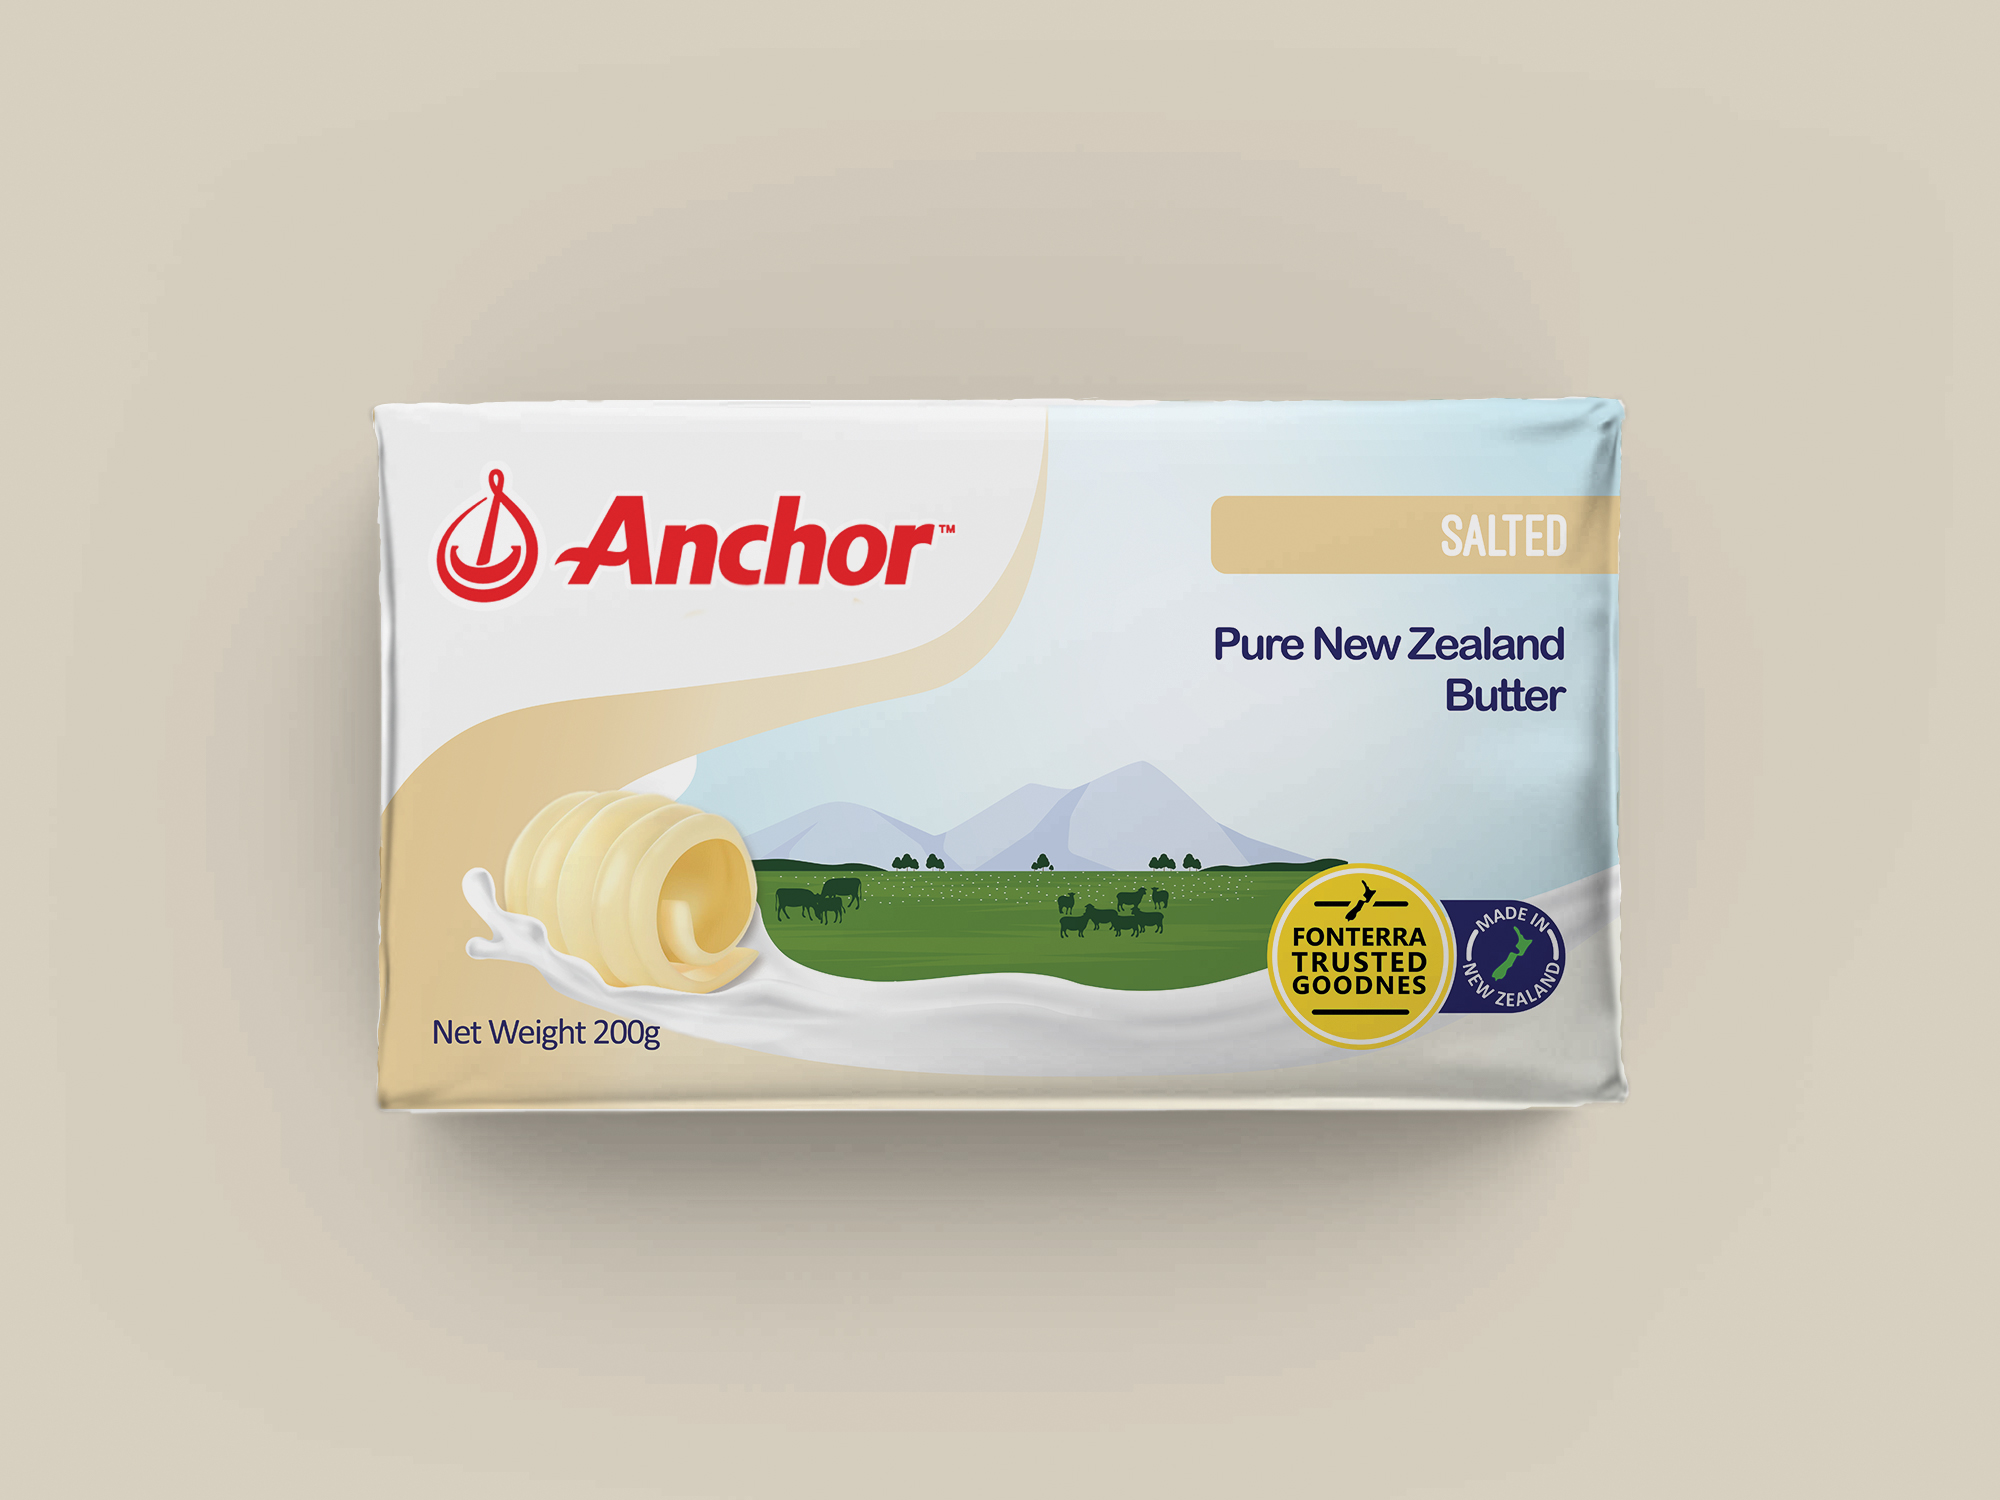 Anchor™
SALTED
Pure New Zealand
Butter
FONTERRA
TRUSTED
GOODNES
MADE IN
NEW ZEALAND
Net Weight 200g